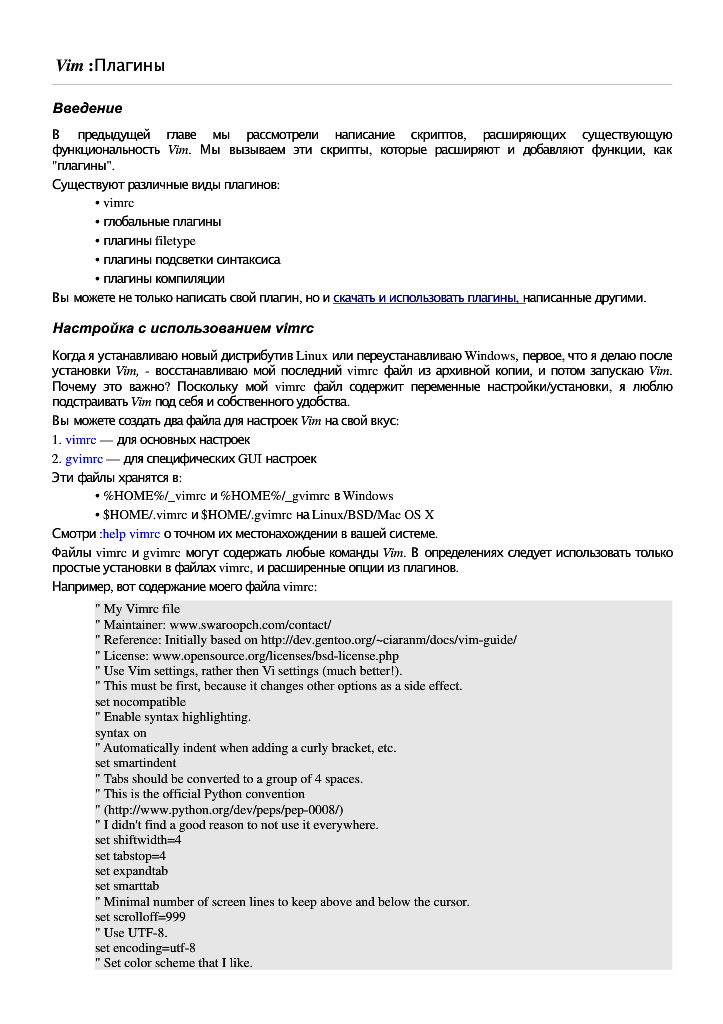 Vim :Плагины
Введение
В предыдущей главе мы рассмотрели написание скриптов, расширяющих существующую
функциональность Vim. Мы вызываем эти скрипты, которые расширяют и добавляют функции, как
"плагины".
Существуют различные виды плагинов:
• vimrc
• глобальные плагины
• плагины filetype
• плагины подсветки синтаксиса
• плагины компиляции
Вы можете не только написать свой плагин, но и скачать и использовать плагины, написанные другими.
Настройка с использованием vimrc
Когда я устанавливаю новый дистрибутив Linux или переустанавливаю Windows, первое, что я делаю после
установки Vim, - восстанавливаю мой последний vimrc файл из архивной копии, и потом запускаю Vim.
Почему это важно? Поскольку мой vimrc файл содержит переменные настройки/установки, я люблю
подстраивать Vim под себя и собственного удобства.
Вы можете создать два файла для настроек Vim на свой вкус:
1. vimrc — для основных настроек
2. gvimrc — для специфических GUI настроек
Эти файлы хранятся в:
• %HOME%/_vimrc и %HOME%/_gvimrc в Windows
• $HOME/.vimrc и $HOME/.gvimrc на Linux/BSD/Mac OS X
Смотри :help vimrc о точном их местонахождении в вашей системе.
Файлы vimrc и gvimrc могут содержать любые команды Vim. В определениях следует использовать только
простые установки в файлах vimrc, и расширенные опции из плагинов.
Например, вот содержание моего файла vimrc:
" My Vimrc file
" Maintainer: www.swaroopch.com/contact/
" Reference: Initially based on http://dev.gentoo.org/~ciaranm/docs/vim-guide/
" License: www.opensource.org/licenses/bsd-license.php
" Use Vim settings, rather then Vi settings (much better!).
" This must be first, because it changes other options as a side effect.
set nocompatible
" Enable syntax highlighting.
syntax on
" Automatically indent when adding a curly bracket, etc.
set smartindent
" Tabs should be converted to a group of 4 spaces.
" This is the official Python convention
" (http://www.python.org/dev/peps/pep-0008/)
" I didn't find a good reason to not use it everywhere.
set shiftwidth=4
set tabstop=4
set expandtab
set smarttab
" Minimal number of screen lines to keep above and below the cursor.
set scrolloff=999
" Use UTF-8.
set encoding=utf-8
" Set color scheme that I like.